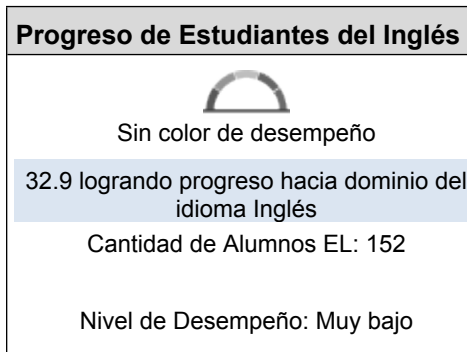 Progreso de Estudiantes del Inglés
Sin color de desempeño
32.9 logrando progreso hacia dominio del
idioma Inglés
Cantidad de Alumnos EL: 152
Nivel de Desempeño: Muy bajo